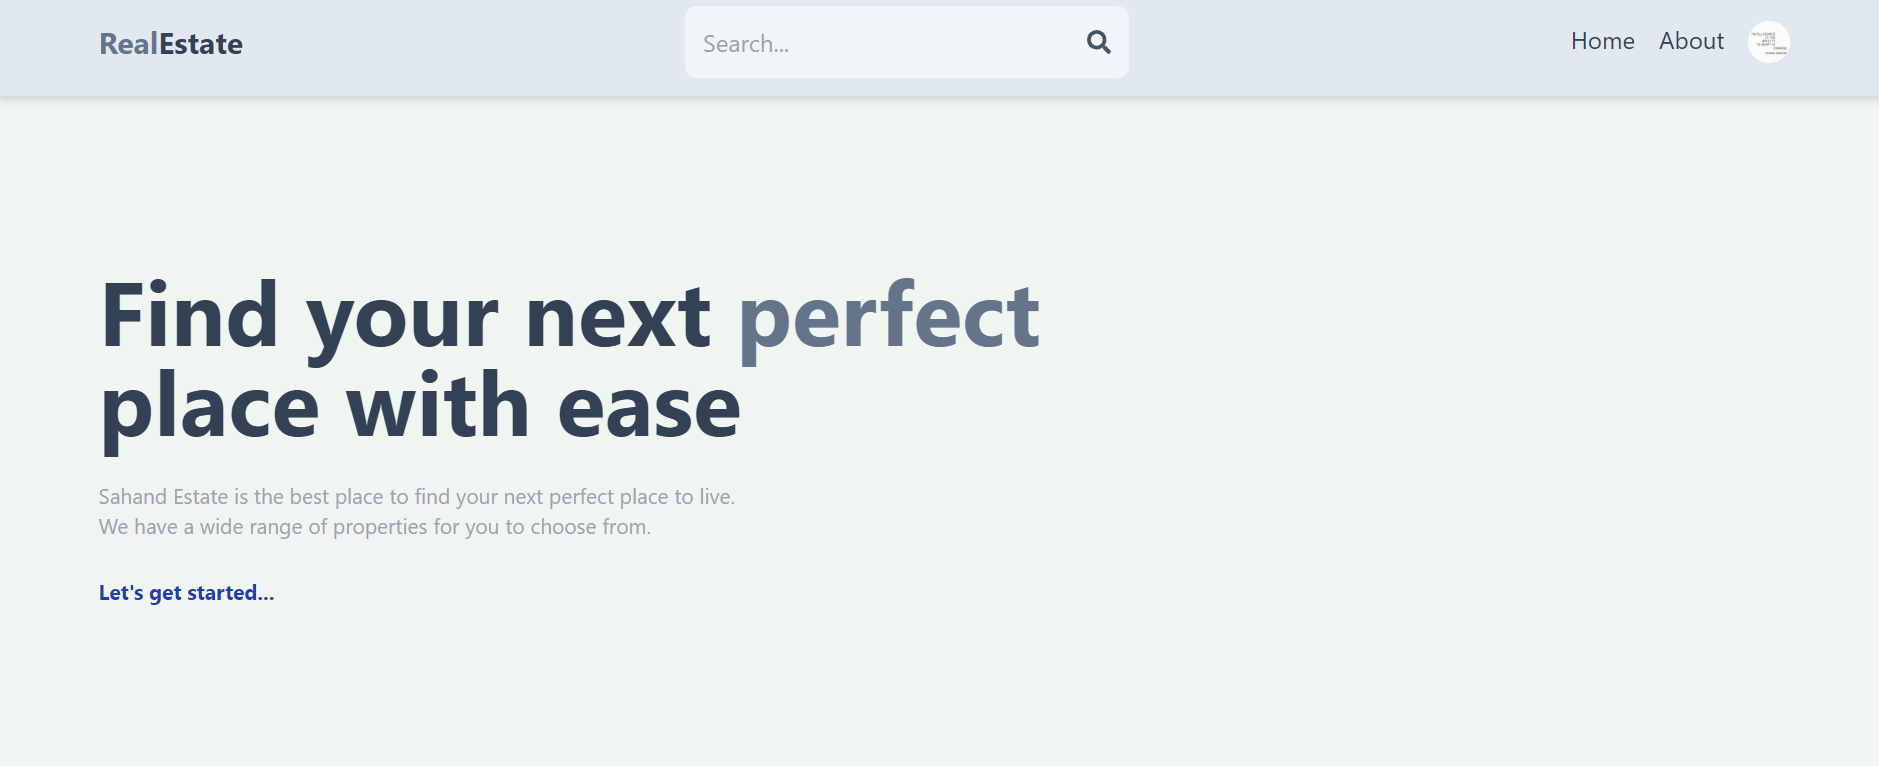 RealEstate
Search...
Home About
Find your next perfect
place with ease
Sahand Estate is the best place to find your next perfect place to live.
We have a wide range of properties for you to choose from.
Let's get started...